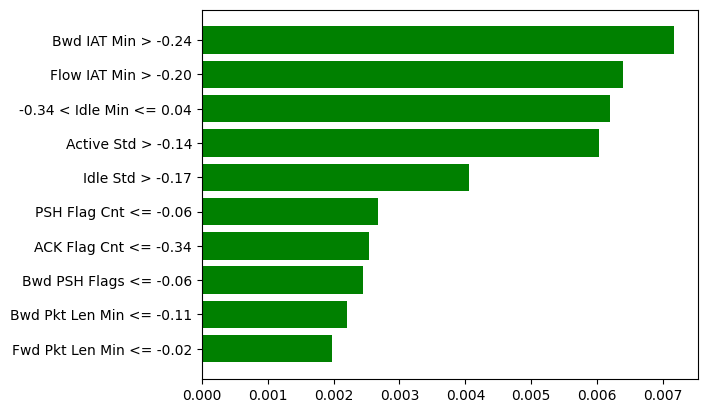 Bwd IAT Min > -0.24
Flow IAT Min > -0.20
-0.34 < Idle Min <= 0.04
Active Std > -0.14
Idle Std > -0.17
PSH Flag Cnt <= -0.06
ACK Flag Cnt <= -0.34
Bwd PSH Flags <= -0.06
Bwd Pkt Len Min <= -0.11
Fwd Pkt Len Min <= -0.02
0.000 0.001 0.002 0.003 0.004 0.005 0.006 0.007